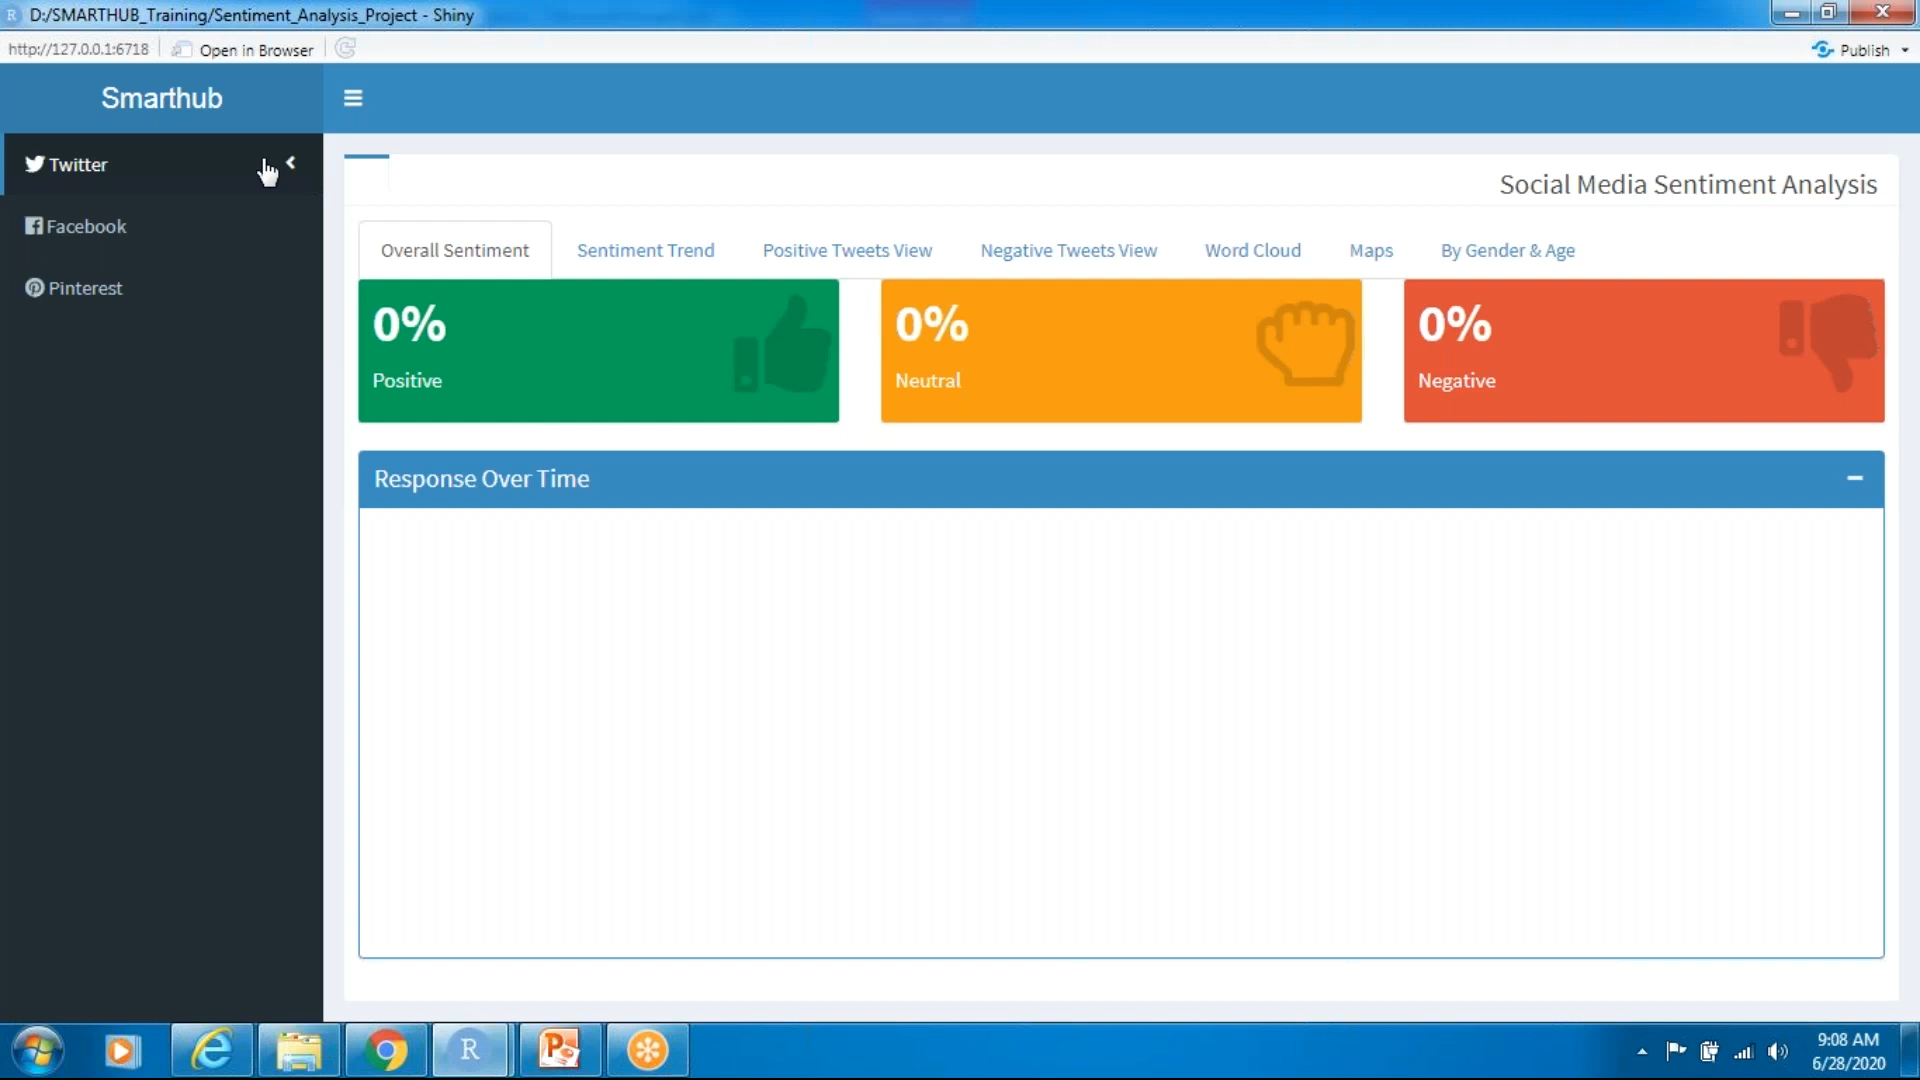 D:/SMARTHUB_Training/Sentiment_Analysis_Project - Shiny
http://127.0.0.1:6718 Open in Browser Publish
Smarthub
Twitter
Facebook
Pinterest
Social Media Sentiment Analysis
Overall Sentiment Sentiment Trend Positive Tweets View Negative Tweets View Word Cloud Maps By Gender & Age
0% 0% 0%
Positive Neutral Negative
Response Over Time
9:08 AM
6/28/2020